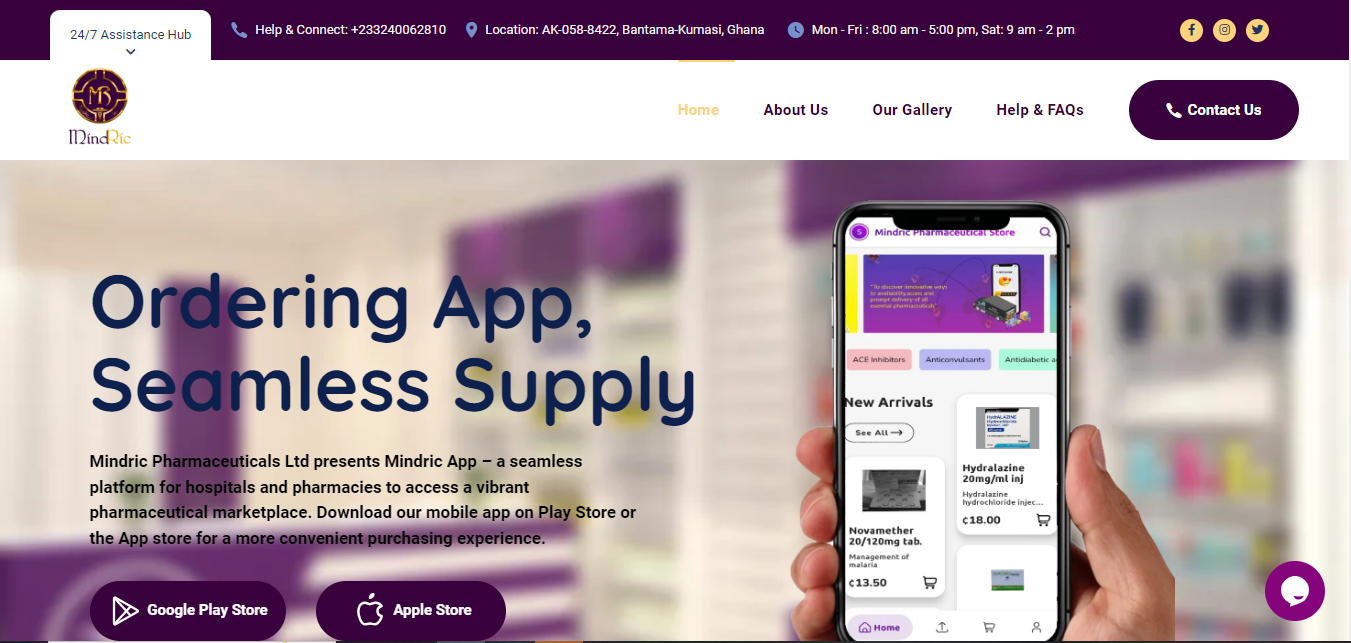 24/7 Assistance Hub
Help & Connect: +233240062810
Location: AK-058-8422, Bantama-Kumasi, Ghana
Mon - Fri : 8:00 am - 5:00 pm, Sat: 9 am - 2 pm
MB
MindRic
Home
About Us
Our Gallery
Help & FAQs
Contact Us
Ordering App,
Seamless Supply
Mindric Pharmaceuticals Ltd presents Mindric App – a seamless
platform for hospitals and pharmacies to access a vibrant
pharmaceutical marketplace. Download our mobile app on Play Store or
the App store for a more convenient purchasing experience.
Google Play Store
Apple Store
S
Mindric Pharmaceutical Store
"To discover innovative ways
to availability,access and
prompt delivery of all
essential pharmaceuticals"
ACE Inhibitors
Anticonvulsants
Antidiabetic a
New Arrivals
See All
HydrALAZINE
Hydralazine
20mg/ml inj
Hydralazine
hydrochloride injec...
¢18.00
Novamether
20/120mg tab.
Management of
malaria
¢13.50
Home